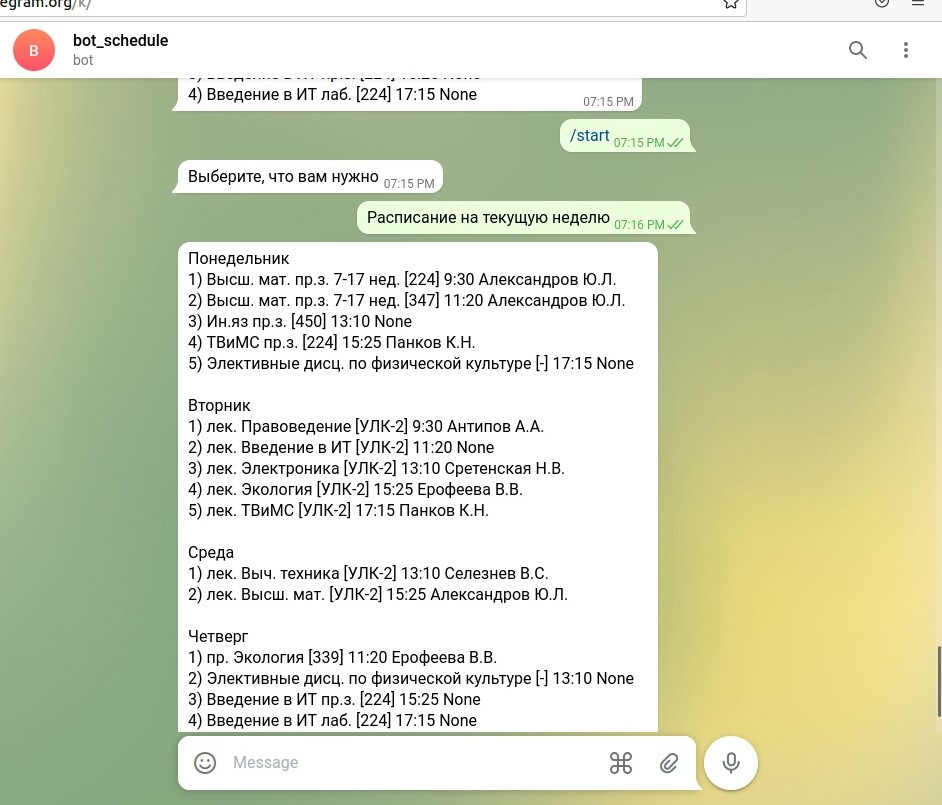 egram.org/k/
B
bot_schedule
bot
4) Введение в ИТ лаб. [224] 17:15 None
07:15 PM
/start 07:15 PM
Выберите, что вам нужно 07:15 PM
Расписание на текущую неделю 07:16 PM
Понедельник
1) Высш. мат. пр.з. 7-17 нед. [224] 9:30 Александров Ю.Л.
2) Высш. мат. пр.з. 7-17 нед. [347] 11:20 Александров Ю.Л.
3) Ин.яз пр.з. [450] 13:10 None
4) ТВиМС пр.з. [224] 15:25 Панков К.Н.
5) Элективные дисц. по физической культуре [-] 17:15 None
Вторник
1) лек. Правоведение [УЛК-2] 9:30 Антипов А.А.
2) лек. Введение в ИТ [УЛК-2] 11:20 None
3) лек. Электроника [УЛК-2] 13:10 Сретенская Н.В.
4) лек. Экология [УЛК-2] 15:25 Ерофеева В.В.
5) лек. ТВиМС [УЛК-2] 17:15 Панков К.Н.
Среда
1) лек. Выч. техника [УЛК-2] 13:10 Селезнев В.С.
2) лек. Высш. мат. [УЛК-2] 15:25 Александров Ю.Л.
Четверг
1) пр. Экология [339] 11:20 Ерофеева В.В.
2) Элективные дисц. по физической культуре [-] 13:10 None
3) Введение в ИТ пр.з. [224] 15:25 None
4) Введение в ИТ лаб. [224] 17:15 None
Message